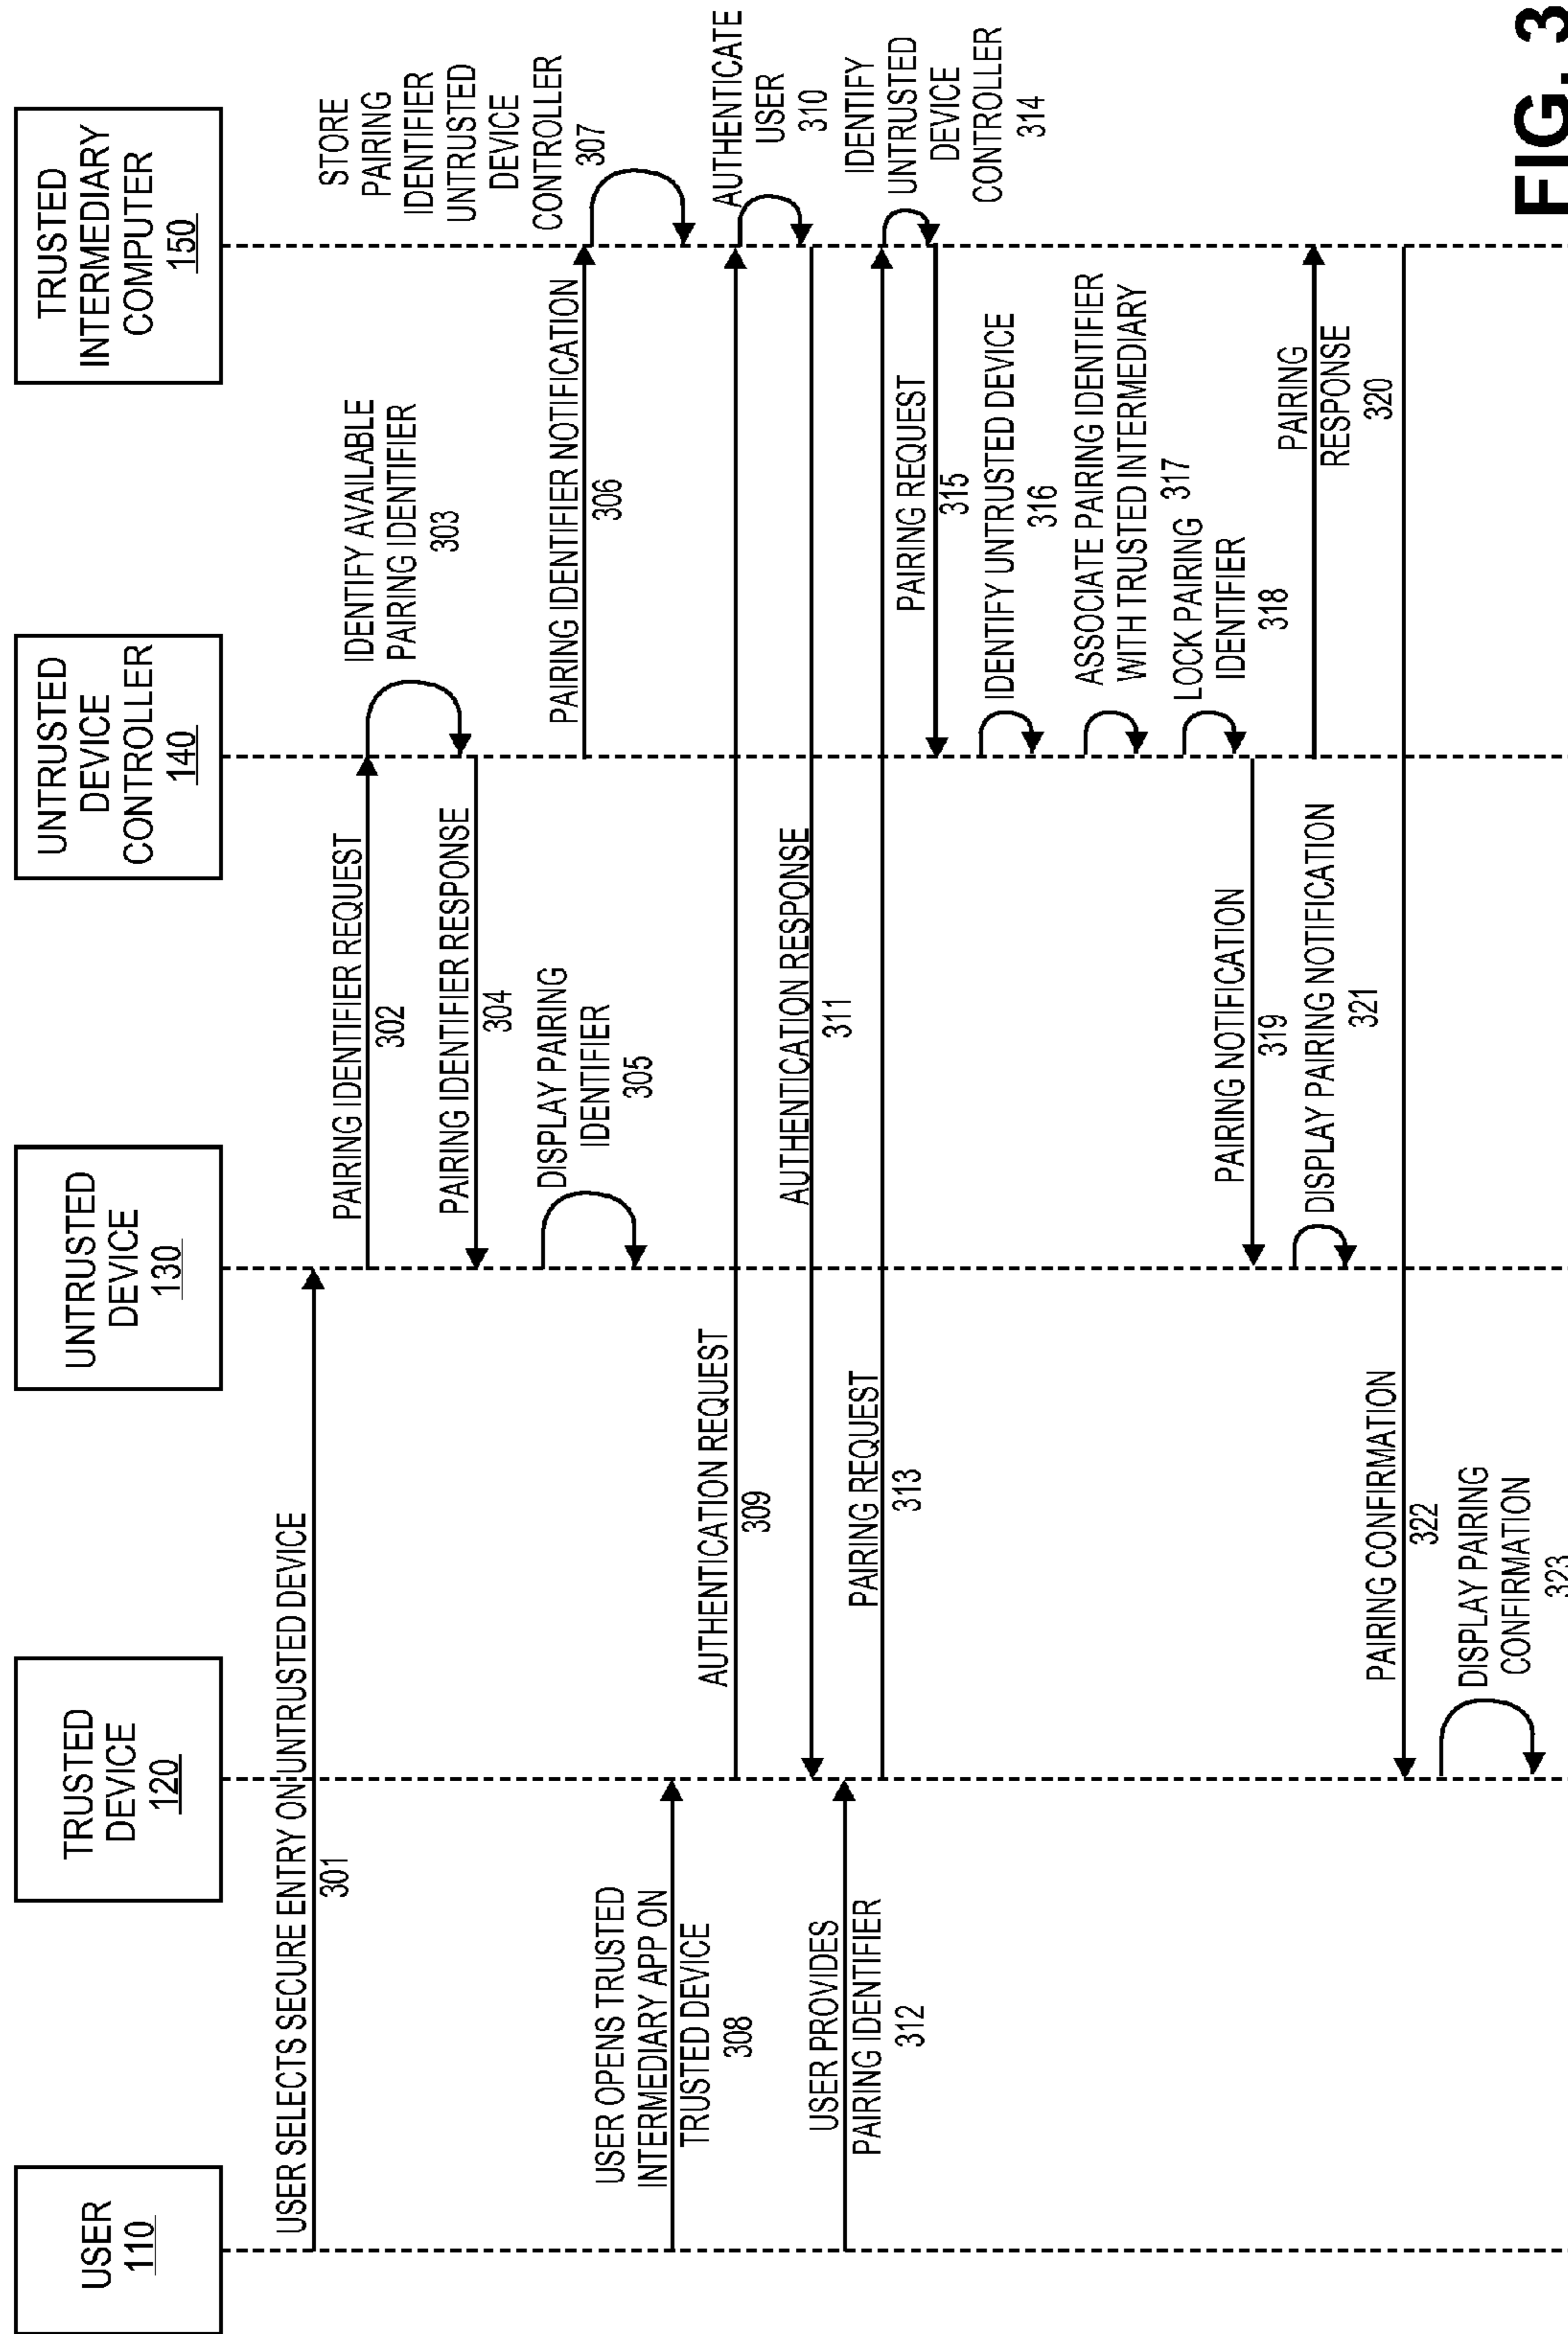 USER
110
TRUSTED
DEVICE
120
UNTRUSTED
DEVICE
130
UNTRUSTED
DEVICE
CONTROLLER
140
TRUSTED
INTERMEDIARY
COMPUTER
150
USER SELECTS SECURE ENTRY ON UNTRUSTED DEVICE
301
PAIRING IDENTIFIER REQUEST
302
IDENTIFY AVAILABLE
PAIRING IDENTIFIER
303
PAIRING IDENTIFIER RESPONSE
304
DISPLAY PAIRING
IDENTIFIER
305
PAIRING IDENTIFIER NOTIFICATION
306
STORE
PAIRING
IDENTIFIER
UNTRUSTED
DEVICE
CONTROLLER
307
USER OPENS TRUSTED
INTERMEDIARY APP ON
TRUSTED DEVICE
308
AUTHENTICATION REQUEST
309
AUTHENTICATE
USER
310
AUTHENTICATION RESPONSE
311
USER PROVIDES
PAIRING IDENTIFIER
312
PAIRING REQUEST
313
IDENTIFY
UNTRUSTED
DEVICE
CONTROLLER
314
PAIRING REQUEST
315
IDENTIFY UNTRUSTED DEVICE
316
ASSOCIATE PAIRING IDENTIFIER
WITH TRUSTED INTERMEDIARY
317
LOCK PAIRING
IDENTIFIER
318
PAIRING NOTIFICATION
319
PAIRING
RESPONSE
320
DISPLAY PAIRING NOTIFICATION
321
PAIRING CONFIRMATION
322
DISPLAY PAIRING
CONFIRMATION
323
FIG. 3